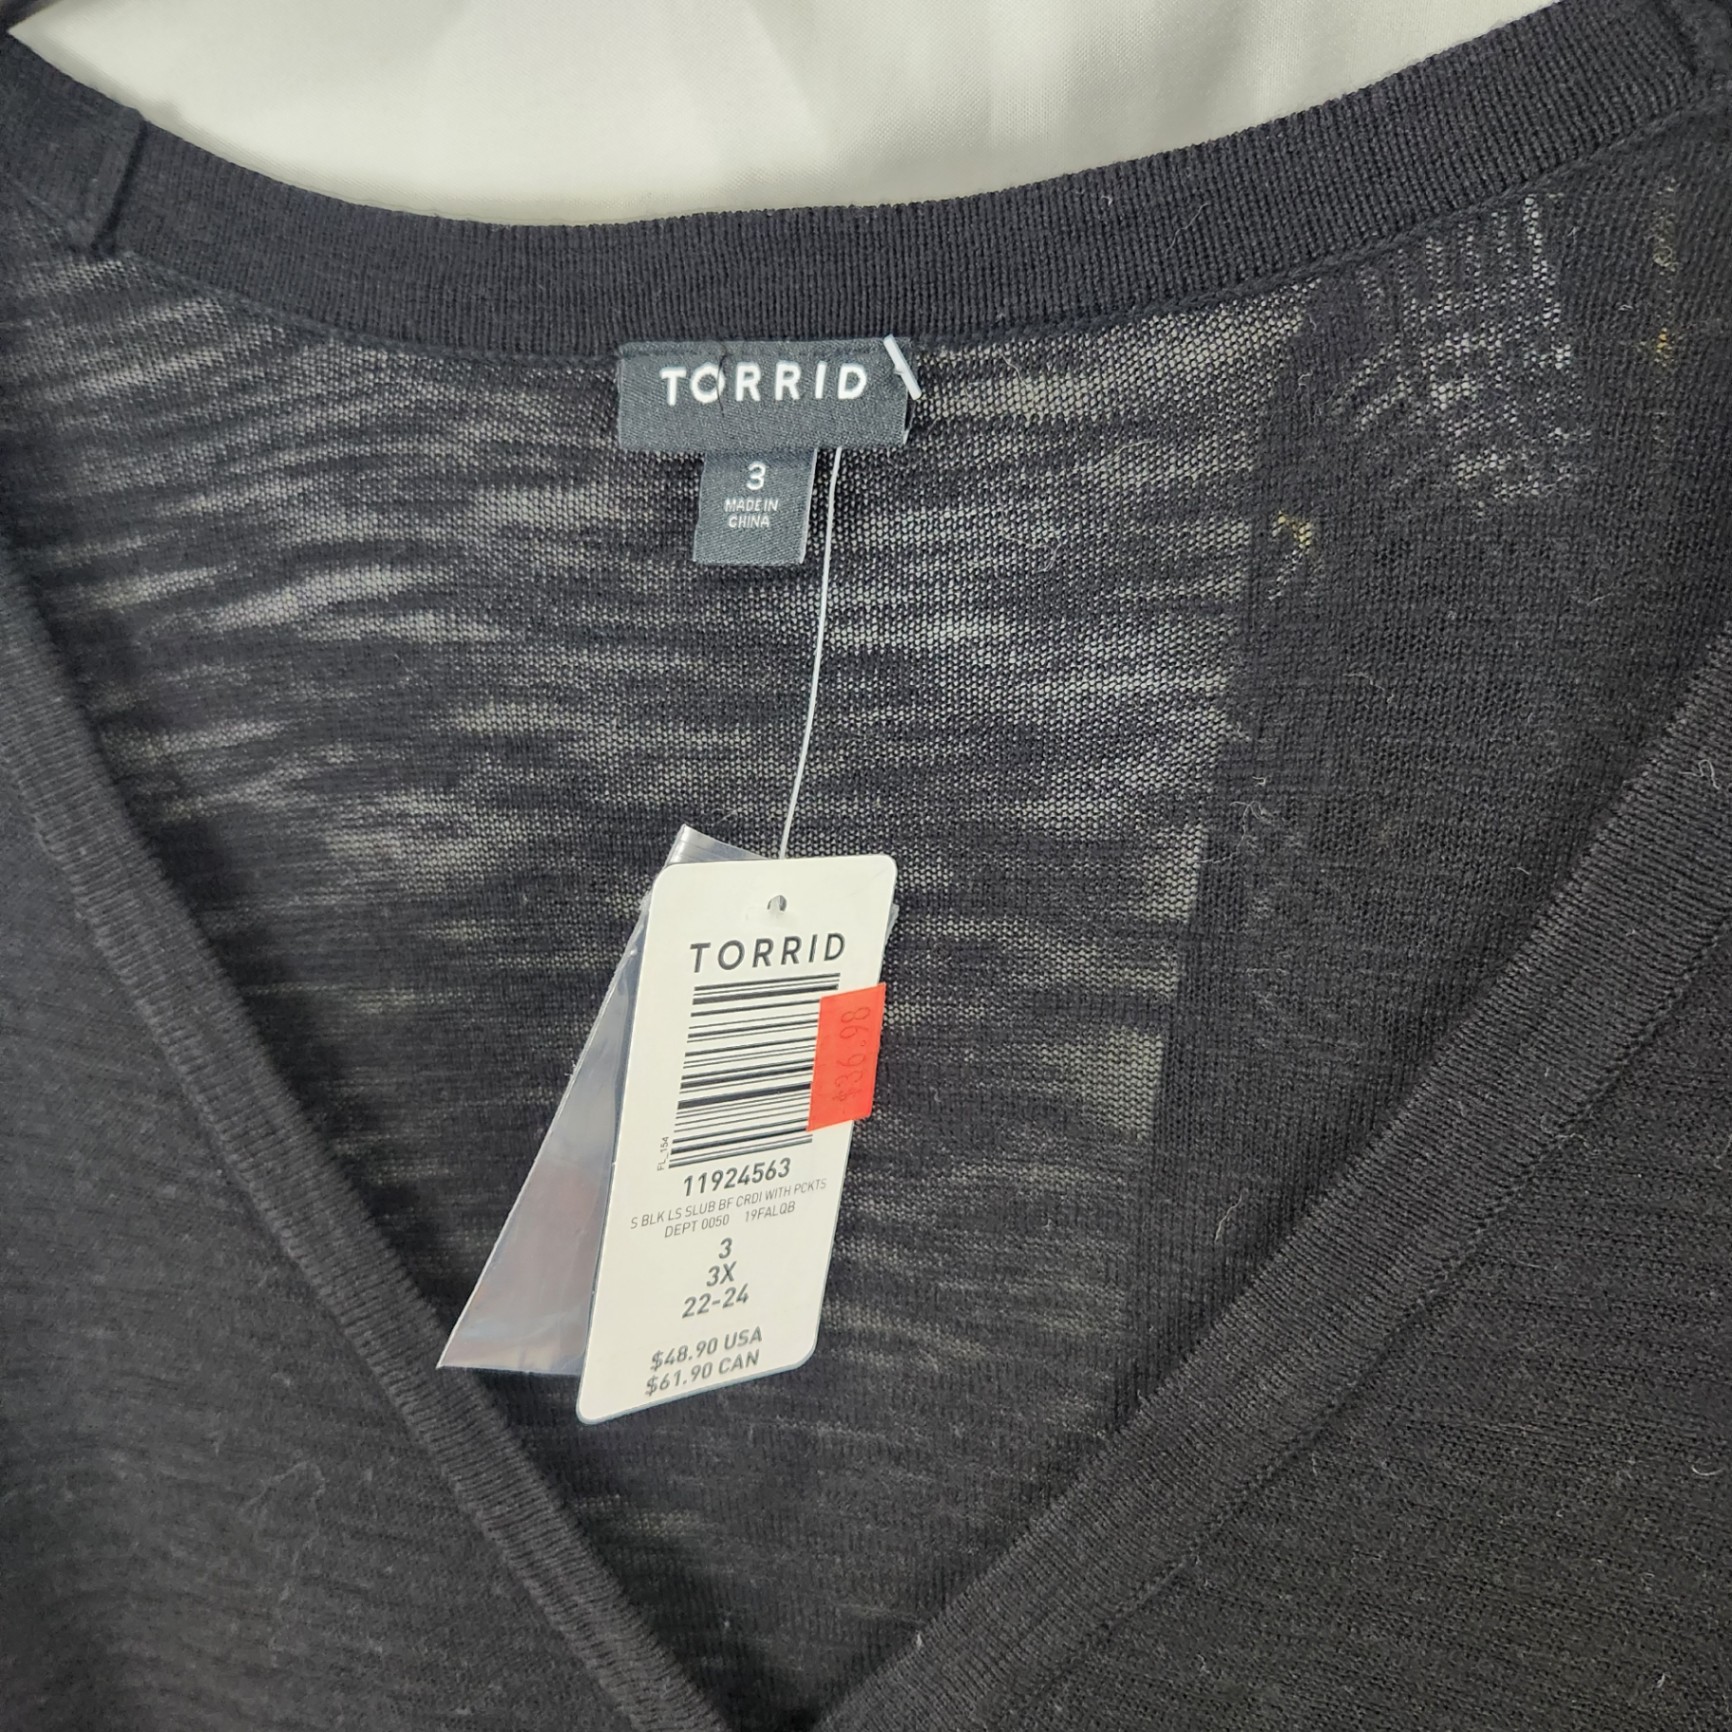 TORRID
3
MADE IN
CHINA
TORRID
$36.98
FL_154
11924563
S BLK LS SLUB BF CRDI WITH PCKTS
DEPT 0050 19FALQB
3
3X
22-24
$48.90 USA
$61.90 CAN